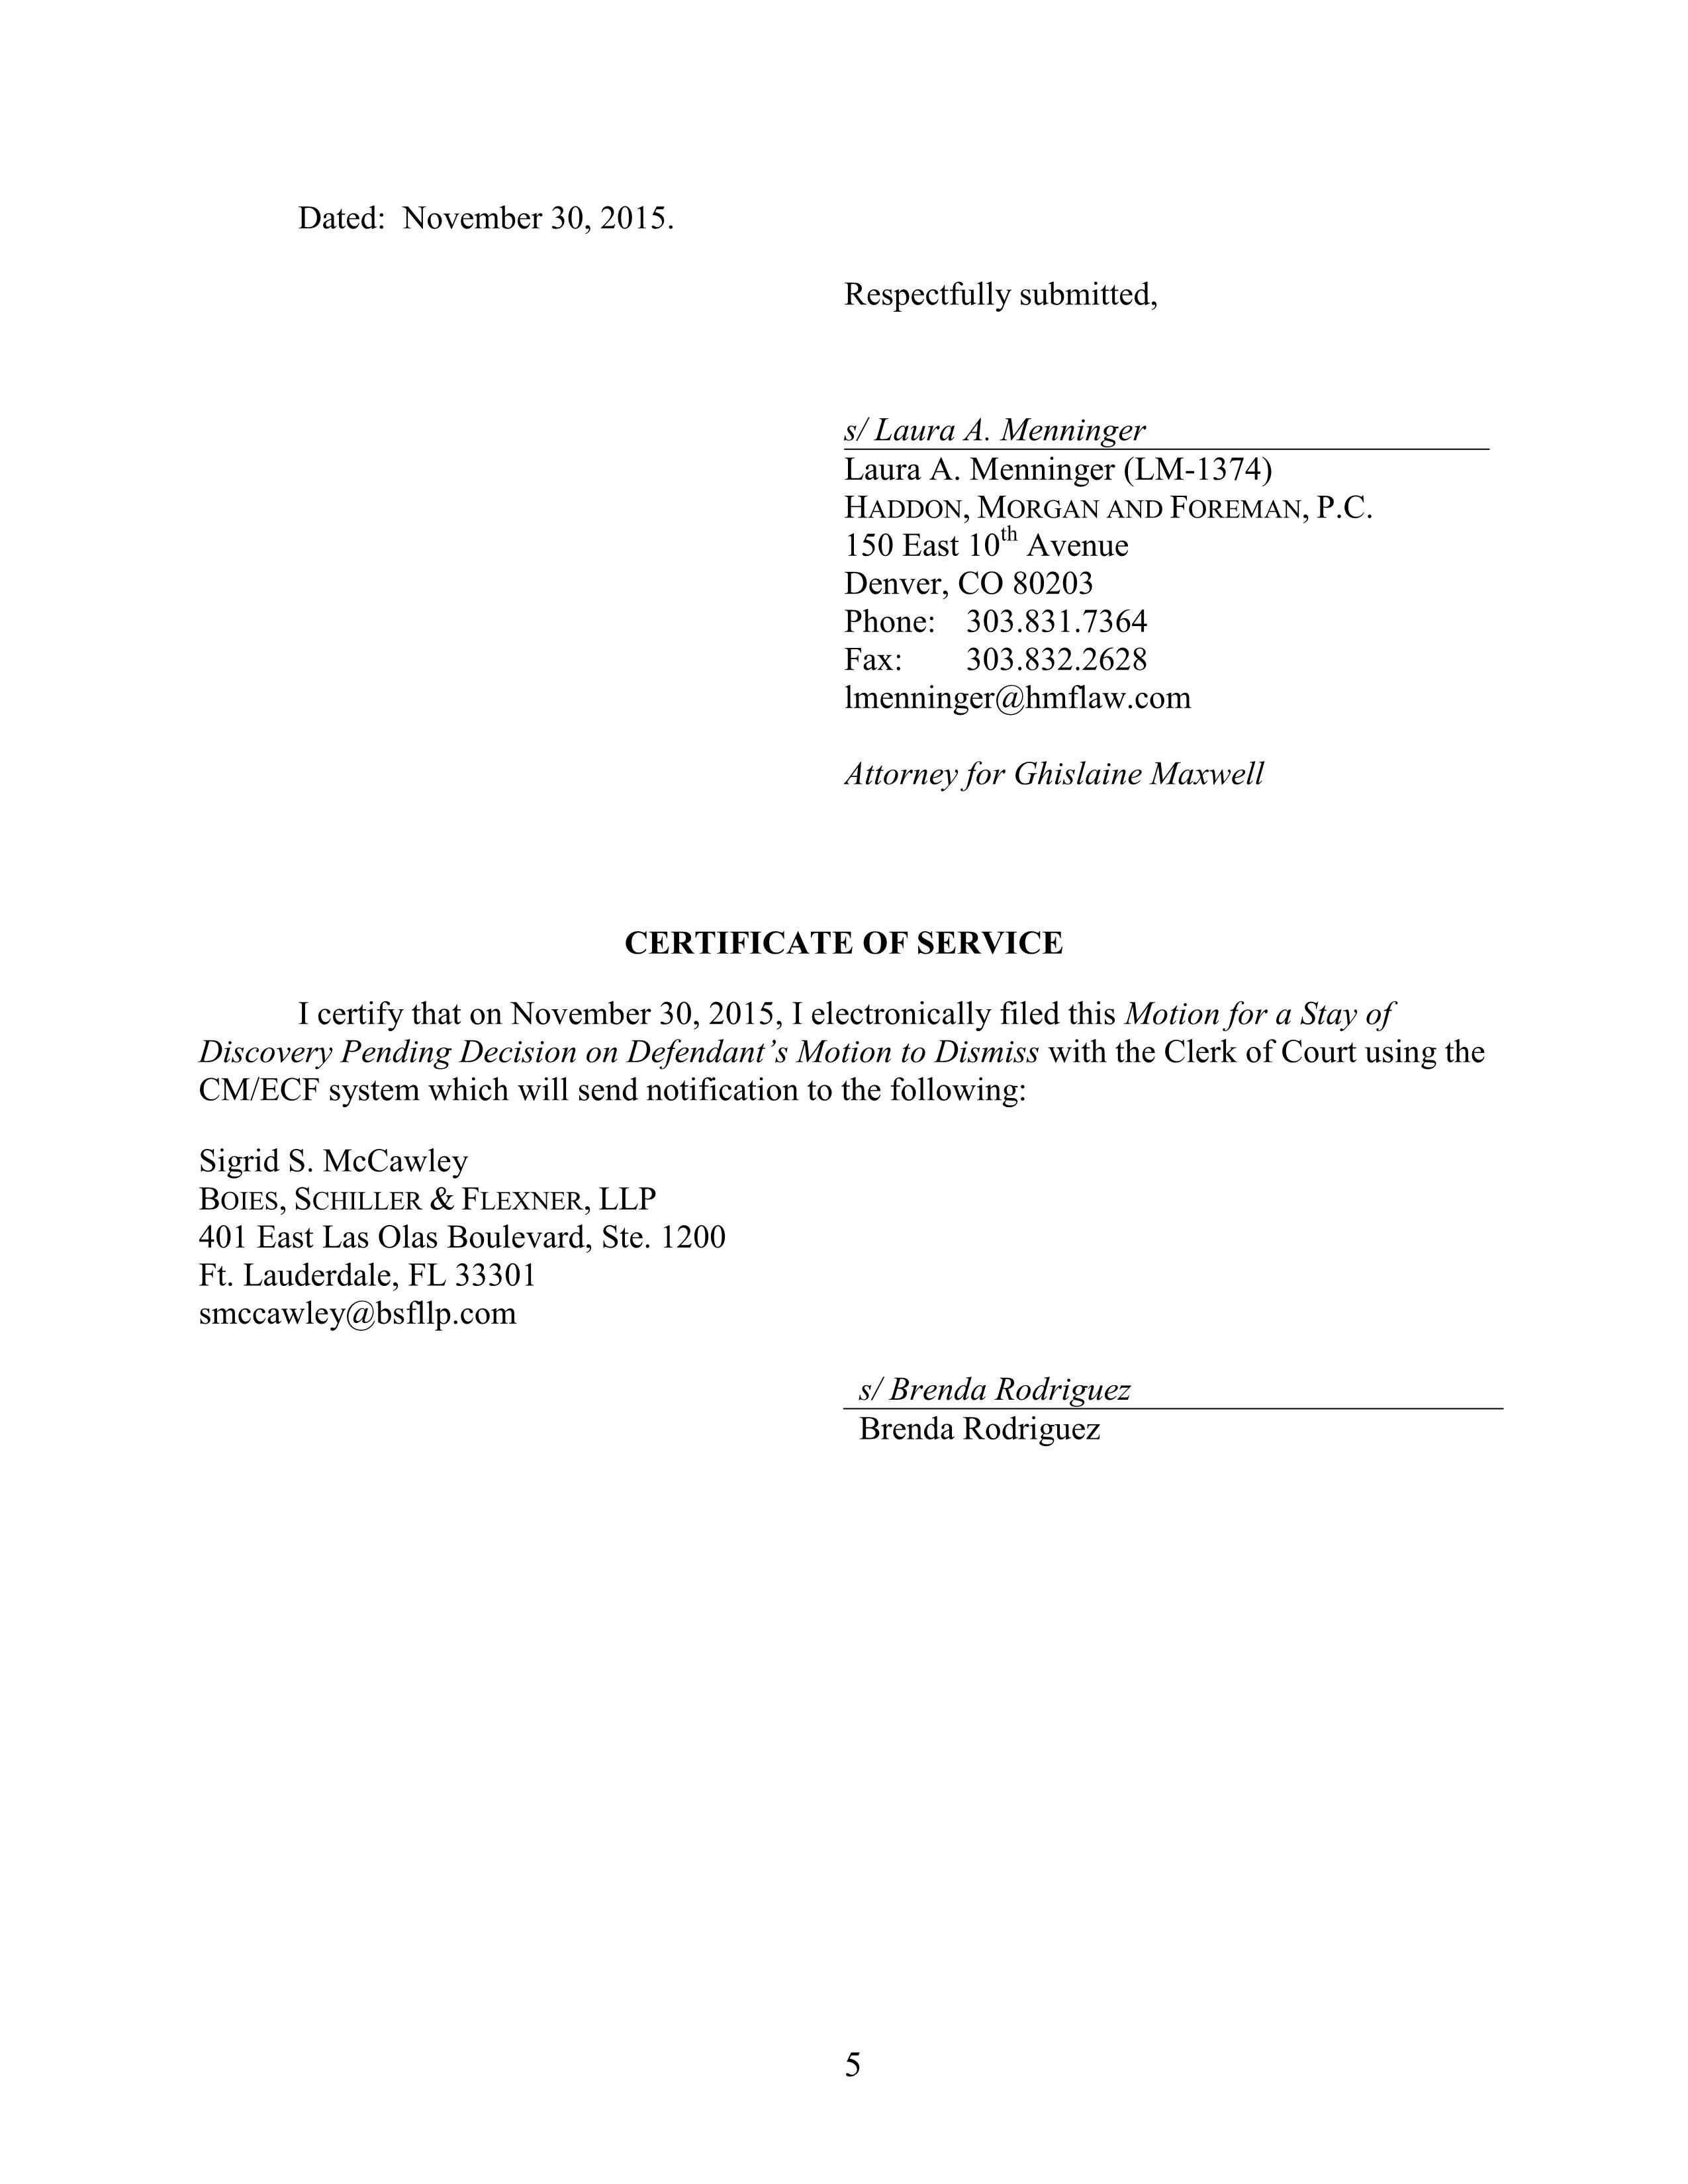 Dated: November 30, 2015.
Respectfully submitted,
s/ Laura A. Menninger
Laura A. Menninger (LM-1374)
HADDON, MORGAN AND FOREMAN, P.C.
150 East 10th Avenue
Denver, CO 80203
Phone: 303.831.7364
Fax: 303.832.2628
lmenninger@hmflaw.com
Attorney for Ghislaine Maxwell
CERTIFICATE OF SERVICE
I certify that on November 30, 2015, I electronically filed this Motion for a Stay of
Discovery Pending Decision on Defendant’s Motion to Dismiss with the Clerk of Court using the
CM/ECF system which will send notification to the following:
Sigrid S. McCawley
BOIES, SCHILLER & FLEXNER, LLP
401 East Las Olas Boulevard, Ste. 1200
Ft. Lauderdale, FL 33301
smccawley@bsfllp.com
s/ Brenda Rodriguez
Brenda Rodriguez
5